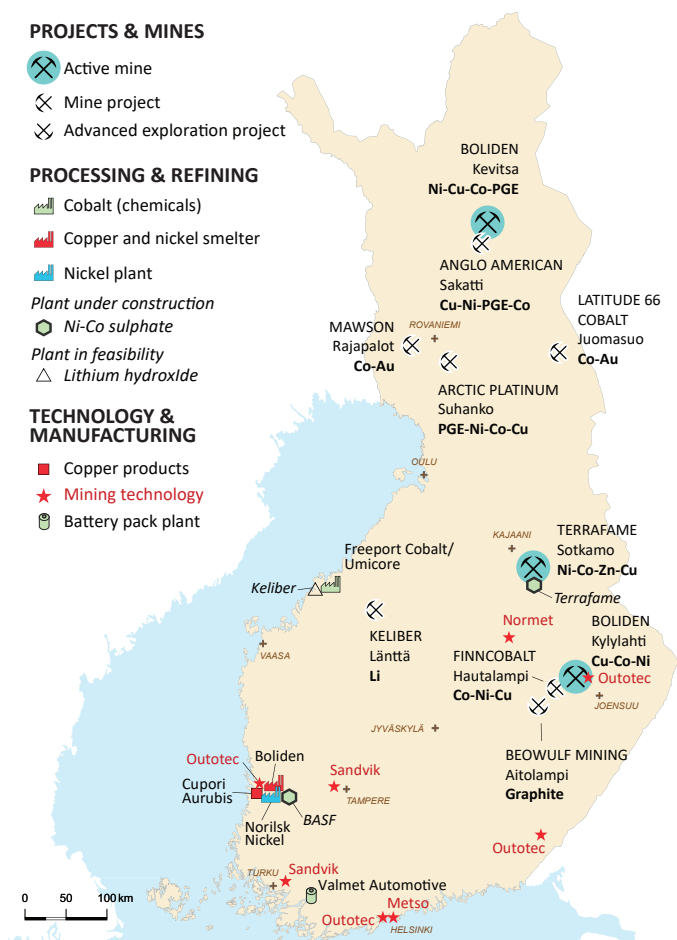 PROJECTS & MINES
Active mine
Mine project
Advanced exploration project
PROCESSING & REFINING
Cobalt (chemicals)
Copper and nickel smelter
Nickel plant
Plant under construction
Ni-Co sulphate
Plant in feasibility
Lithium hydroxIde
TECHNOLOGY &
MANUFACTURING
Copper products
Mining technology
Battery pack plant
BOLIDEN
Kevitsa
Ni-Cu-Co-PGE
ANGLO AMERICAN
Sakatti
Cu-Ni-PGE-Co
LATITUDE 66
COBALT
Juomasuo
Co-Au
MAWSON
Rajapalot
Co-Au
ROVANIEMI
ARCTIC PLATINUM
Suhanko
PGE-Ni-Co-Cu
OULU
KAJAANI
TERRAFAME
Sotkamo
Ni-Co-Zn-Cu
Terrafame
Freeport Cobalt/
Umicore
Keliber
KELIBER
Länttä
Li
VAASA
Normet
BOLIDEN
Kylylahti
Cu-Co-Ni
Outotec
FINNCOBALT
Hautalampi
Co-Ni-Cu
JOENSUU
JYVÄSKYLÄ
BEOWULF MINING
Aitolampi
Graphite
Outotec
Boliden
Cupori
Aurubis
Norilsk
Nickel
BASF
Sandvik
TAMPERE
Outotec
TURKU
Sandvik
Valmet Automotive
Metso
Outotec
HELSINKI
0 50 100 km